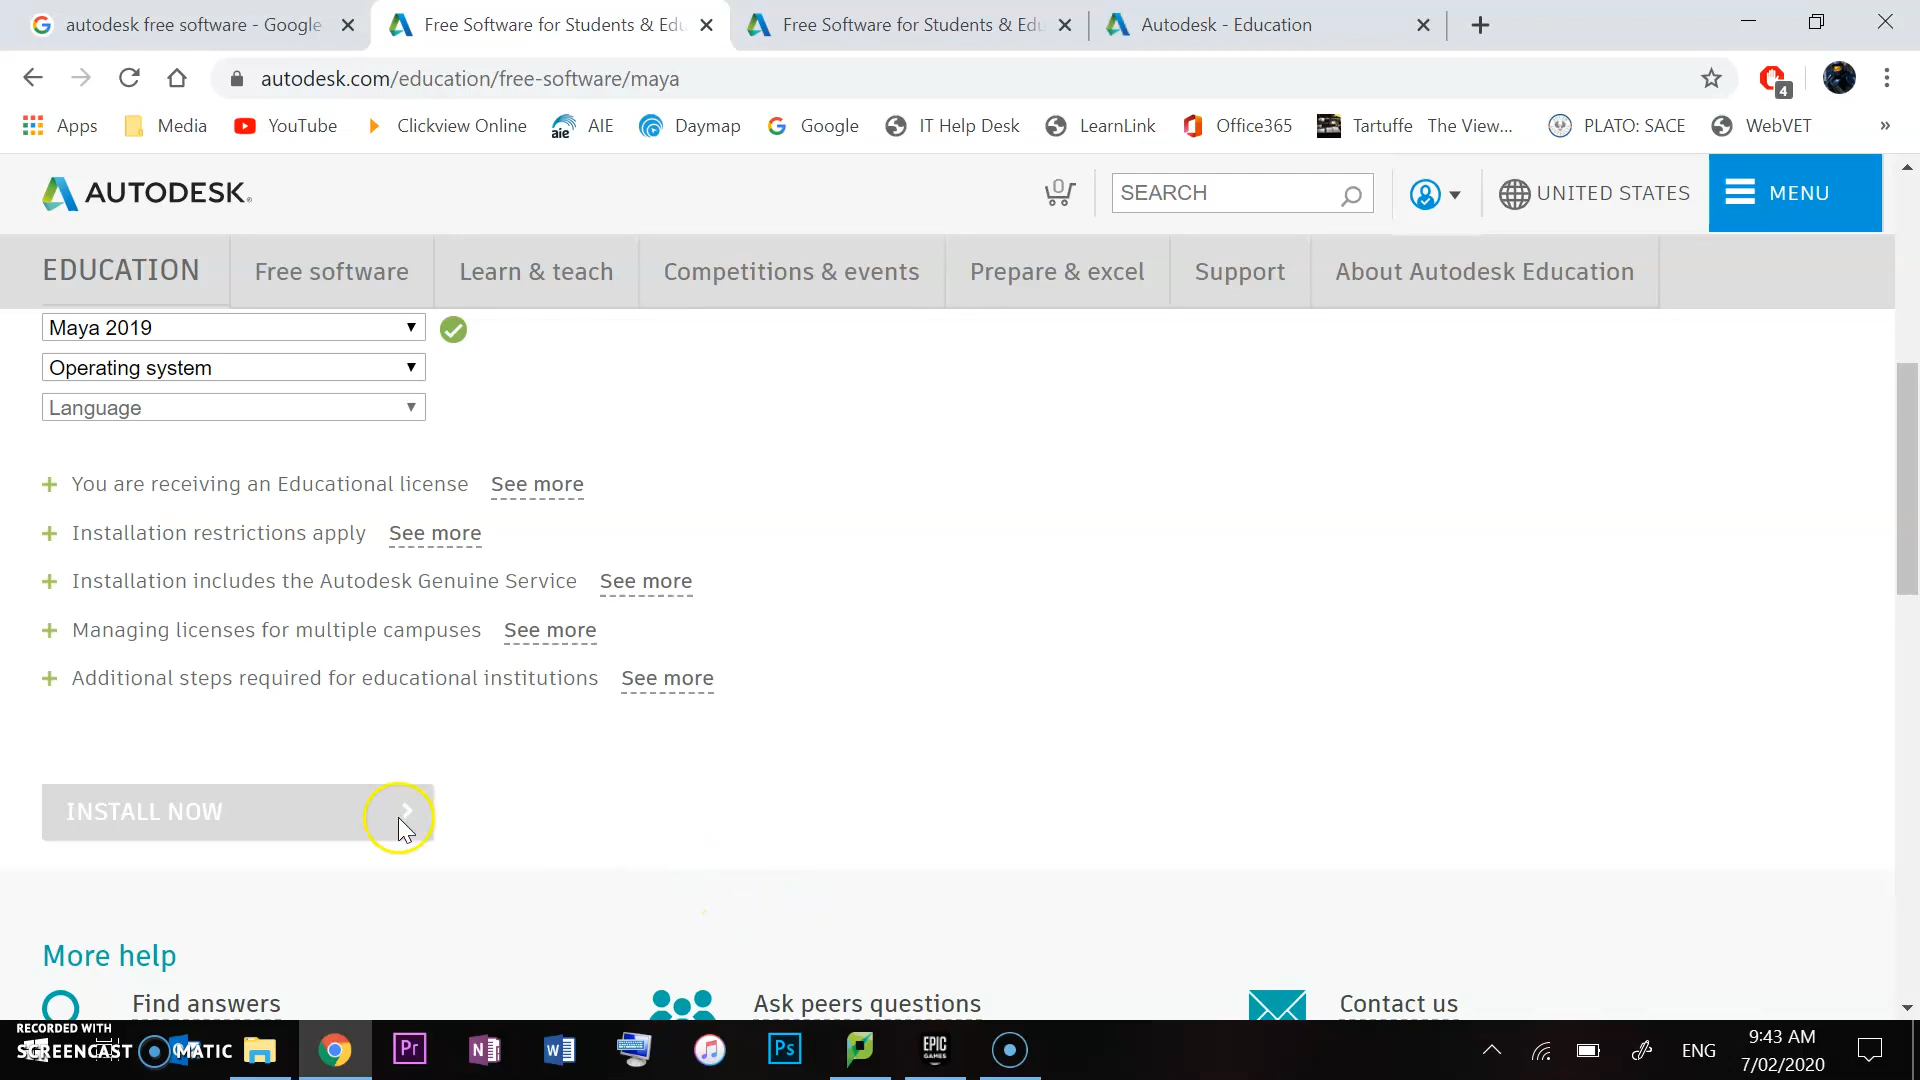 autodesk free software - Google
Free Software for Students & Edu
Free Software for Students & Edu
Autodesk - Education
autodesk.com/education/free-software/maya
4
Apps
Media
YouTube
Clickview Online
aie
AIE
Daymap
Google
IT Help Desk
LearnLink
Office365
Tartuffe The View...
PLATO: SACE
WebVET
»
AUTODESK.
0
SEARCH
UNITED STATES
MENU
EDUCATION
Free software
Learn & teach
Competitions & events
Prepare & excel
Support
About Autodesk Education
Maya 2019
Operating system
Language
You are receiving an Educational license See more
Installation restrictions apply See more
Installation includes the Autodesk Genuine Service See more
Managing licenses for multiple campuses See more
Additional steps required for educational institutions See more
INSTALL NOW
More help
Find answers
Ask peers questions
Contact us
RECORDED WITH
SCREENCAST MATIC
Pr
N
W
Ps
EPIC
GAMES
ENG
9:43 AM
7/02/2020